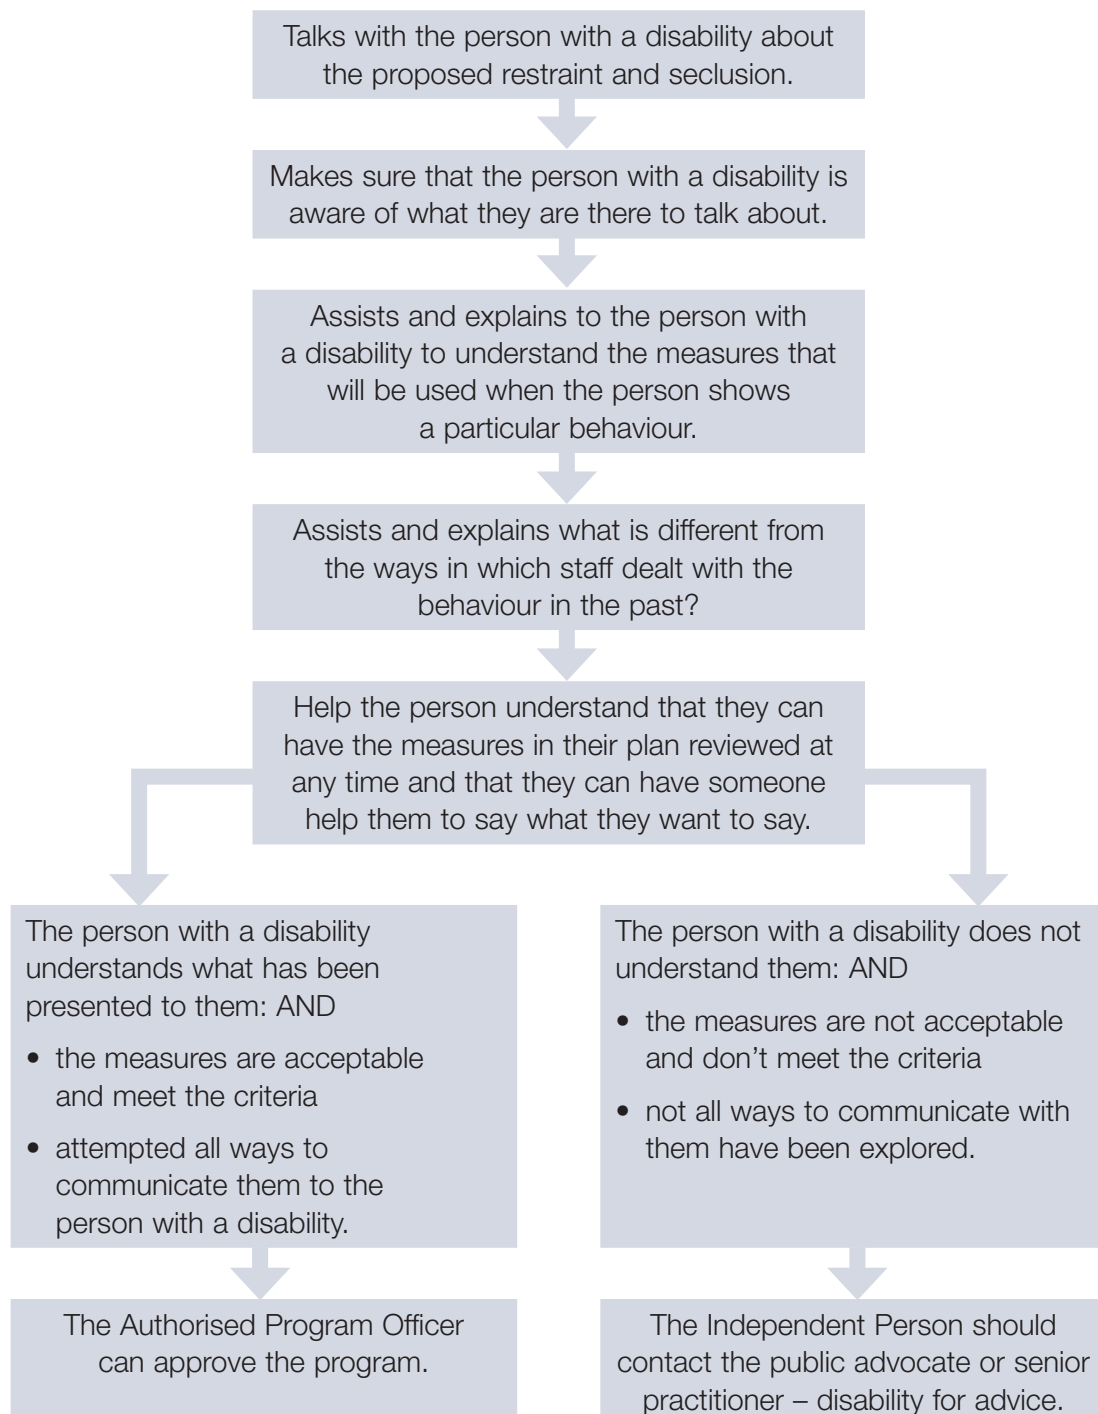 Talks with the person with a disability about
the proposed restraint and seclusion.
Makes sure that the person with a disability is
aware of what they are there to talk about.
Assists and explains to the person with
a disability to understand the measures that
will be used when the person shows
a particular behaviour.
Assists and explains what is different from
the ways in which staff dealt with the
behaviour in the past?
Help the person understand that they can
have the measures in their plan reviewed at
any time and that they can have someone
help them to say what they want to say.
The person with a disability
understands what has been
presented to them: AND
• the measures are acceptable
and meet the criteria
• attempted all ways to
communicate them to the
person with a disability.
The Authorised Program Officer
can approve the program.
The person with a disability does not
understand them: AND
• the measures are not acceptable
and don’t meet the criteria
• not all ways to communicate with
them have been explored.
The Independent Person should
contact the public advocate or senior
practitioner – disability for advice.